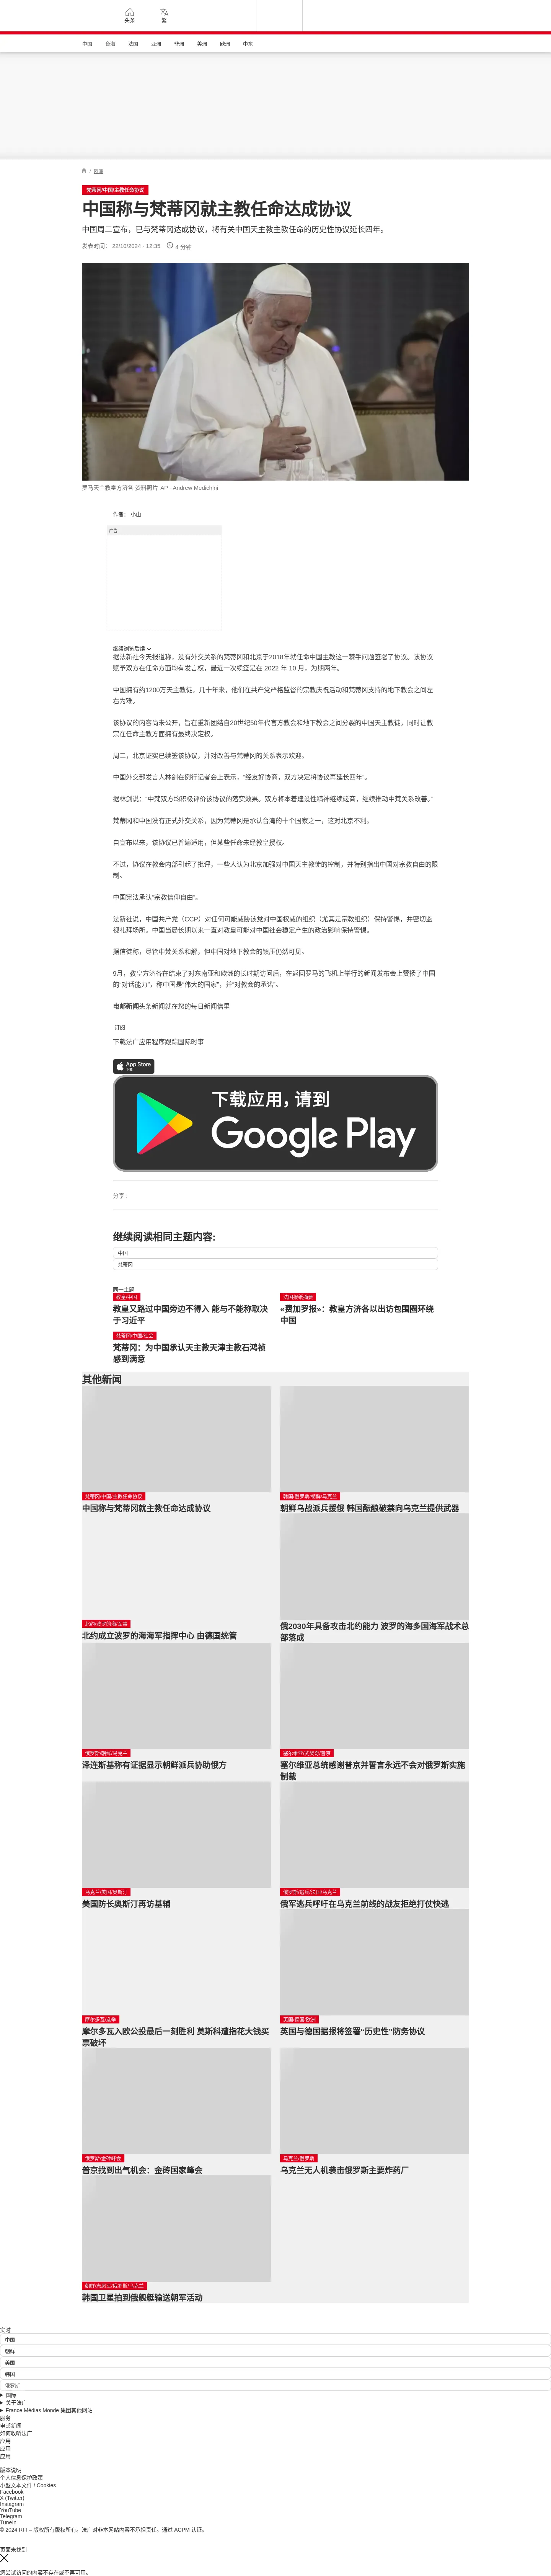 头条
繁
中国 台海 法国 亚洲 非洲 美洲 欧洲 中东
欧洲
梵蒂冈/中国/主教任命协议
中国称与梵蒂冈就主教任命达成协议
中国周二宣布，已与梵蒂冈达成协议，将有关中国天主教主教任命的历史性协议延长四年。
发表时间： 22/10/2024 - 12:35 4 分钟
罗马天主教皇方济各 资料照片 AP - Andrew Medichini
作者： 小山
广告
继续浏览后续
据法新社今天报道称，没有外交关系的梵蒂冈和北京于2018年就任命中国主教这一棘手问题签署了协议。该协议
赋予双方在任命方面均有发言权，最近一次续签是在 2022 年 10 月，为期两年。
中国拥有约1200万天主教徒，几十年来，他们在共产党严格监督的宗教庆祝活动和梵蒂冈支持的地下教会之间左
右为难。
该协议的内容尚未公开，旨在重新团结自20世纪50年代官方教会和地下教会之间分裂的中国天主教徒，同时让教
宗在任命主教方面拥有最终决定权。
周二，北京证实已续签该协议，并对改善与梵蒂冈的关系表示欢迎。
中国外交部发言人林剑在例行记者会上表示，“经友好协商，双方决定将协议再延长四年”。
据林剑说：“中梵双方均积极评价该协议的落实效果。双方将本着建设性精神继续磋商，继续推动中梵关系改善。”
梵蒂冈和中国没有正式外交关系，因为梵蒂冈是承认台湾的十个国家之一，这对北京不利。
自宣布以来，该协议已普遍适用，但某些任命未经教皇授权。
不过，协议在教会内部引起了批评，一些人认为北京加强对中国天主教徒的控制，并特别指出中国对宗教自由的限
制。
中国宪法承认“宗教信仰自由”。
法新社说，中国共产党（CCP）对任何可能威胁该党对中国权威的组织（尤其是宗教组织）保持警惕，并密切监
视礼拜场所。中国当局长期以来一直对教皇可能对中国社会稳定产生的政治影响保持警惕。
据信徒称，尽管中梵关系和解，但中国对地下教会的镇压仍然可见。
9月，教皇方济各在结束了对东南亚和欧洲的长时期访问后，在返回罗马的飞机上举行的新闻发布会上赞扬了中国
的“对话能力”，称中国是“伟大的国家”，并“对教会的承诺”。
电邮新闻头条新闻就在您的每日新闻信里
订阅
下载法广应用程序跟踪国际时事
App Store
下载
下载应用，请到
Google Play
分享 :
继续阅读相同主题内容:
中国
梵蒂冈
同一主题
教皇/中国
教皇又路过中国旁边不得入 能与不能称取决
于习近平
法国报纸摘要
«费加罗报»：教皇方济各以出访包围圈环绕
中国
梵蒂冈/中国/社会
梵蒂冈：为中国承认天主教天津主教石鸿祯
感到满意
其他新闻
梵蒂冈/中国/主教任命协议
中国称与梵蒂冈就主教任命达成协议
韩国/俄罗斯/朝鲜/乌克兰
朝鲜乌战派兵援俄 韩国酝酿破禁向乌克兰提供武器
北约/波罗的海/军事
北约成立波罗的海海军指挥中心 由德国统管
俄2030年具备攻击北约能力 波罗的海多国海军战术总
部落成
俄罗斯/朝鲜/乌克兰
泽连斯基称有证据显示朝鲜派兵协助俄方
塞尔维亚/武契奇/普京
塞尔维亚总统感谢普京并誓言永远不会对俄罗斯实施
制裁
乌克兰/美国/奥斯汀
美国防长奥斯汀再访基辅
俄罗斯/逃兵/法国/乌克兰
俄军逃兵呼吁在乌克兰前线的战友拒绝打仗快逃
摩尔多瓦/选举
摩尔多瓦入欧公投最后一刻胜利 莫斯科遭指花大钱买
票破坏
英国/德国/欧洲
英国与德国据报将签署“历史性”防务协议
俄罗斯/金砖峰会
普京找到出气机会：金砖国家峰会
乌克兰/俄罗斯
乌克兰无人机袭击俄罗斯主要炸药厂
朝鲜/志愿军/俄罗斯/乌克兰
韩国卫星拍到俄舰艇输送朝军活动
实时
中国
朝鲜
美国
韩国
俄罗斯
国际
关于法广
France Médias Monde 集团其他网站
服务
电邮新闻
如何收听法广
应用
应用
应用
版本说明
个人信息保护政策
小型文本文件 / Cookies
Facebook
X (Twitter)
Instagram
YouTube
Telegram
TuneIn
© 2024 RFI – 版权所有版权所有。法广对非本网站内容不承担责任。通过 ACPM 认证。
页面未找到
您尝试访问的内容不存在或不再可用。